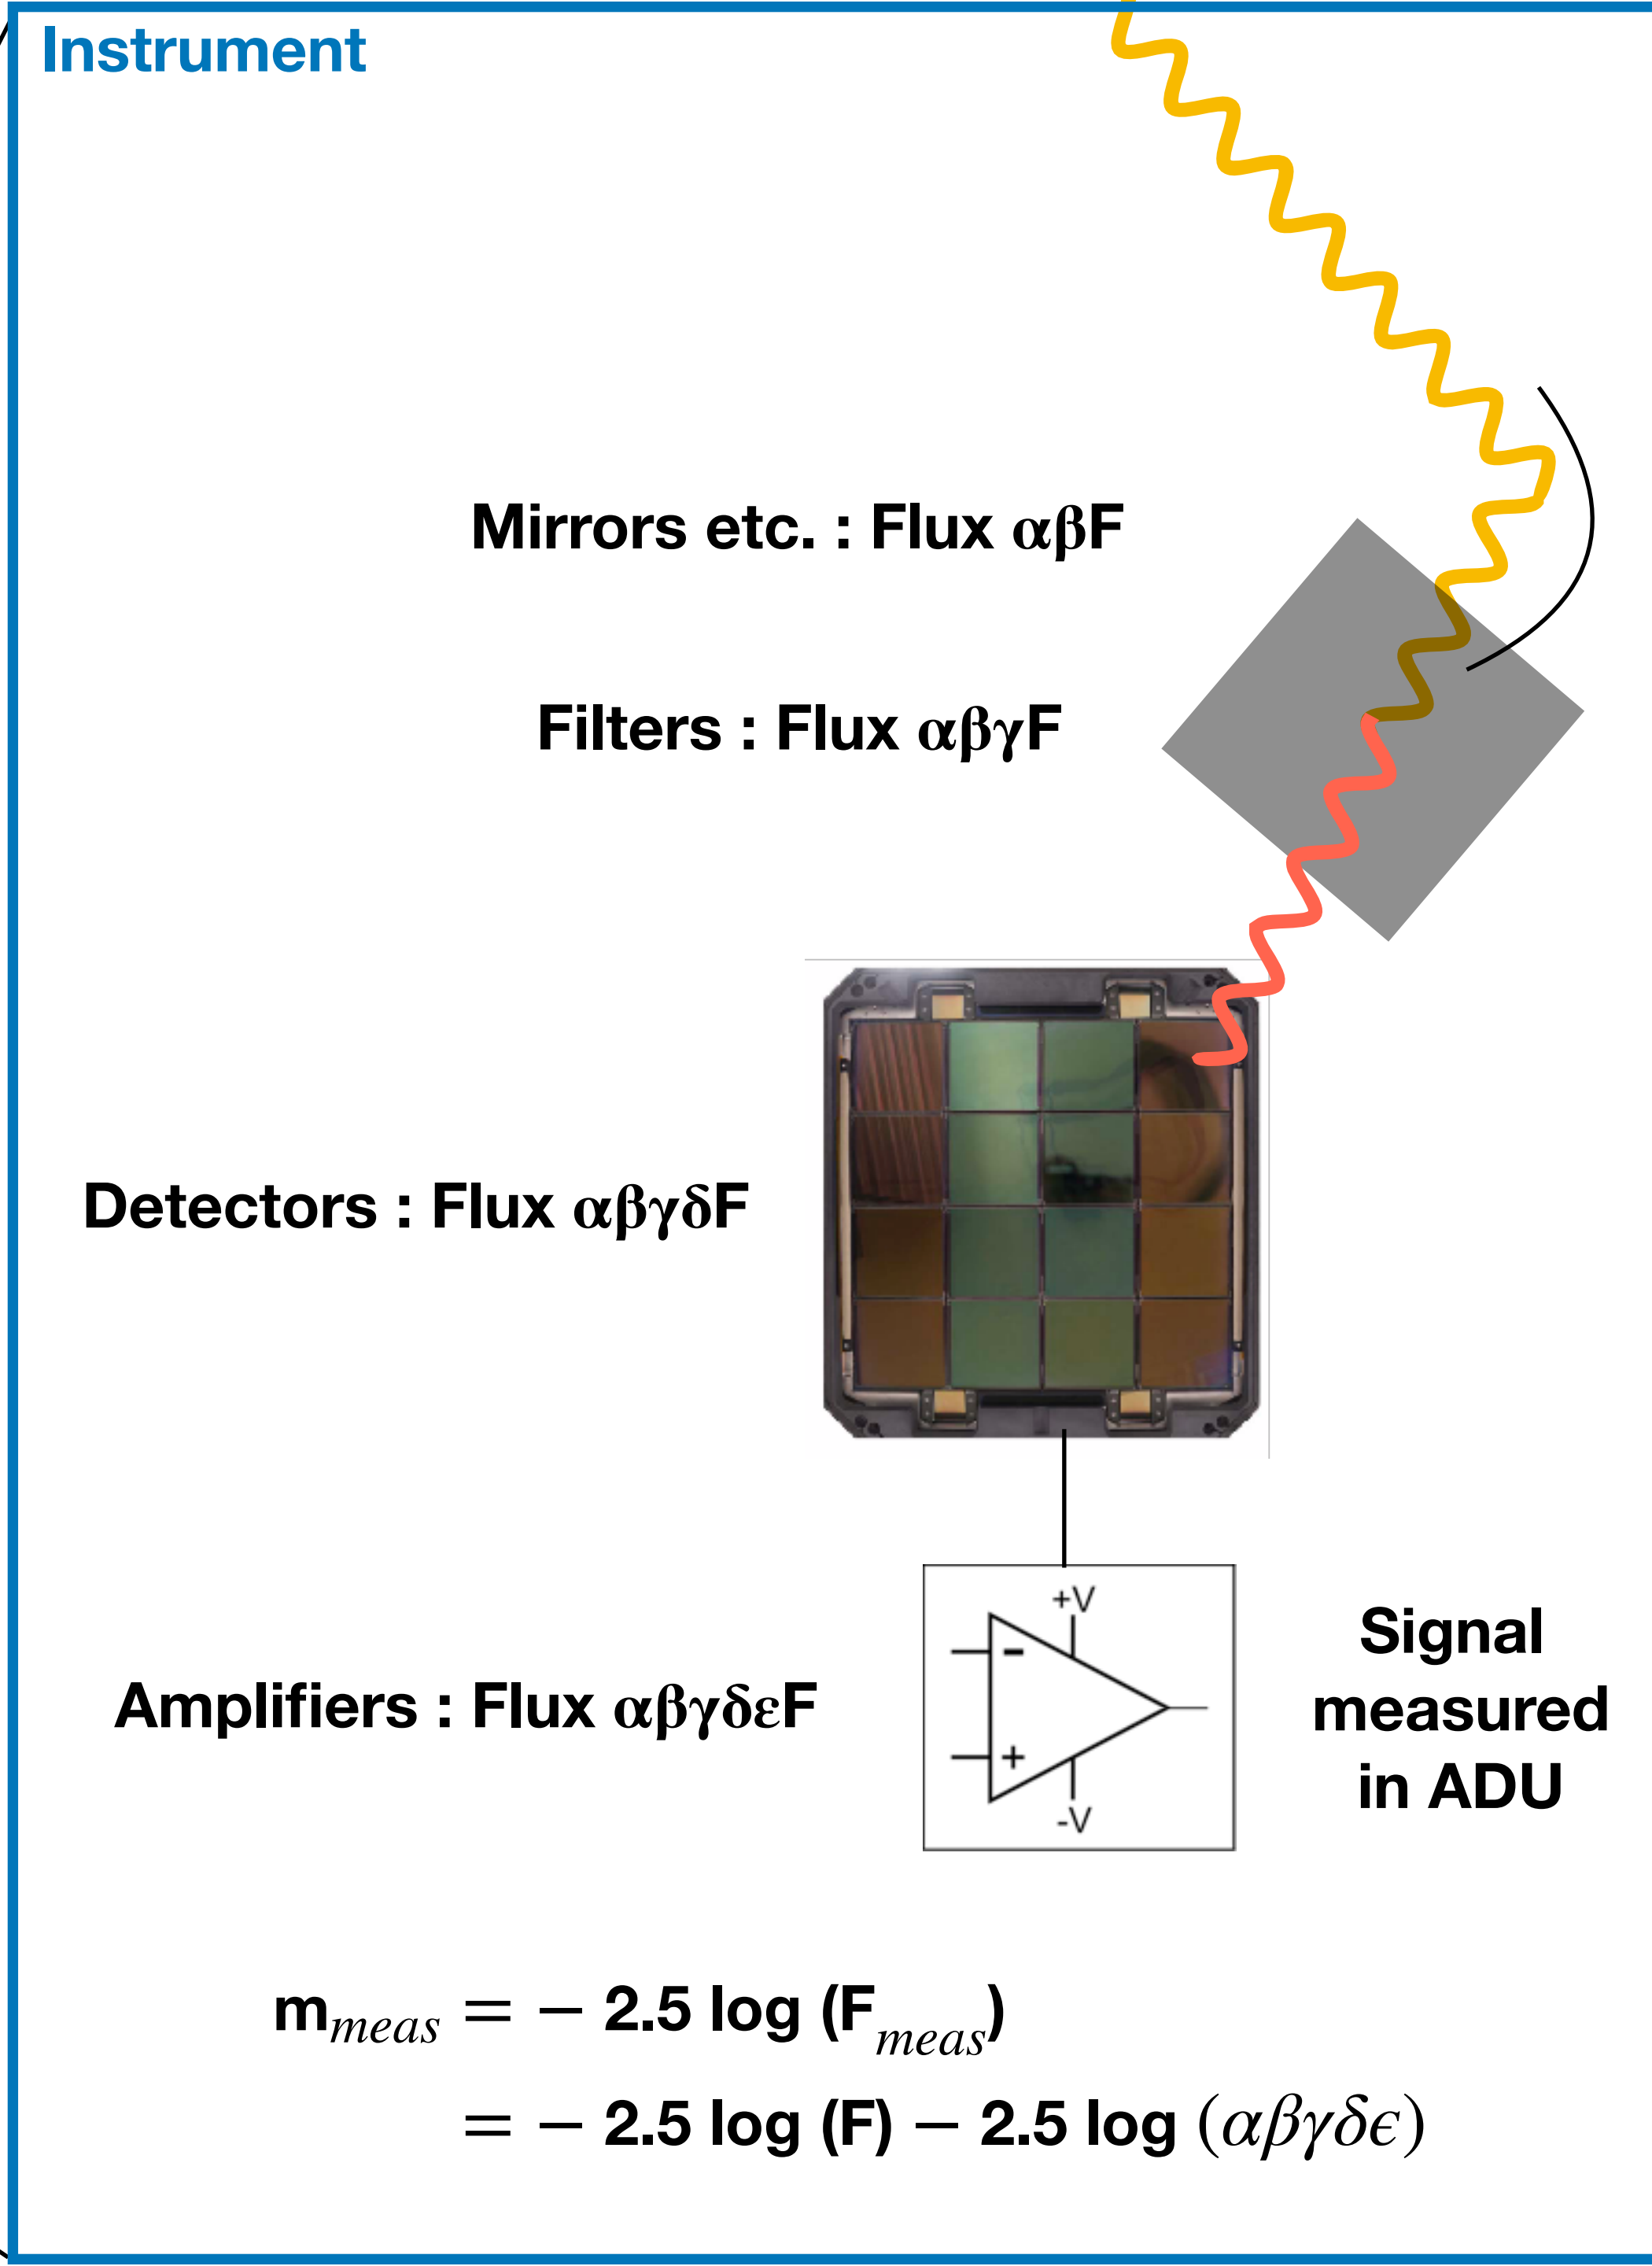 Instrument
Mirrors etc. : Flux αβF
Filters : Flux αβγF
Detectors : Flux αβγδF
Amplifiers : Flux αβγδεF
+V
-
+
-V
Signal
measured
in ADU
m_meas = − 2.5 log (F_meas)
= − 2.5 log (F) − 2.5 log (αβγδϵ)